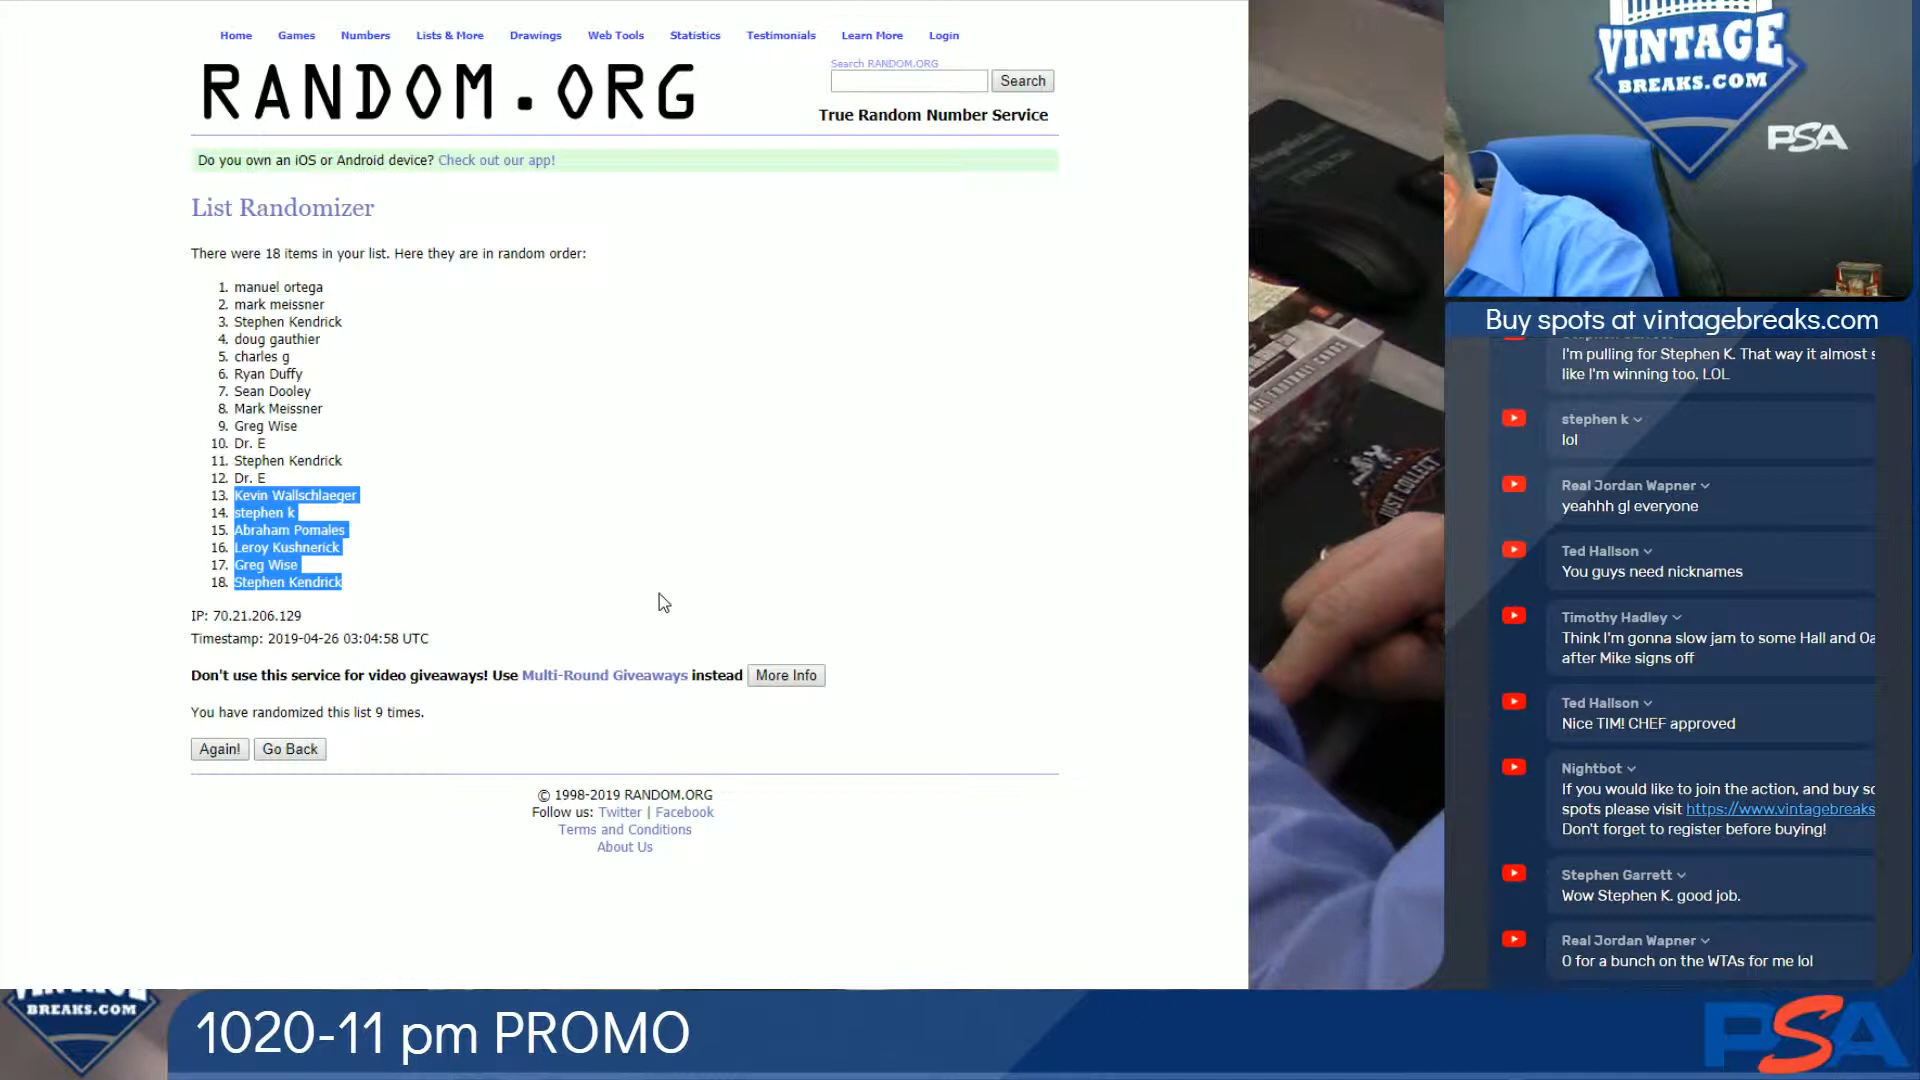 Home Games Numbers Lists & More Drawings Web Tools Statistics Testimonials Learn More Login
RANDOM.ORG
Search RANDOM.ORG
Search
True Random Number Service
Do you own an iOS or Android device? Check out our app!
List Randomizer
There were 18 items in your list. Here they are in random order:
1. manuel ortega
2. mark meissner
3. Stephen Kendrick
4. doug gauthier
5. charles g
6. Ryan Duffy
7. Sean Dooley
8. Mark Meissner
9. Greg Wise
10. Dr. E
11. Stephen Kendrick
12. Dr. E
13. Kevin Wallschlaeger
14. stephen k
15. Abraham Pomales
16. Leroy Kushnerick
17. Greg Wise
18. Stephen Kendrick
IP: 70.21.206.129
Timestamp: 2019-04-26 03:04:58 UTC
Don't use this service for video giveaways! Use Multi-Round Giveaways instead More Info
You have randomized this list 9 times.
Again! Go Back
© 1998-2019 RANDOM.ORG
Follow us: Twitter | Facebook
Terms and Conditions
About Us
JUST COLLECT
VINTAGE
BREAKS.COM
PSA
Buy spots at vintagebreaks.com
I'm pulling for Stephen K. That way it almost s
like I'm winning too. LOL
stephen k
lol
Real Jordan Wapner
yeahhh gl everyone
Ted Hallson
You guys need nicknames
Timothy Hadley
Think I'm gonna slow jam to some Hall and Oa
after Mike signs off
Ted Hallson
Nice TIM! CHEF approved
Nightbot
If you would like to join the action, and buy so
spots please visit https://www.vintagebreaks
Don't forget to register before buying!
Stephen Garrett
Wow Stephen K. good job.
Real Jordan Wapner
0 for a bunch on the WTAs for me lol
VINTAGE
BREAKS.COM
1020-11 pm PROMO
PSA